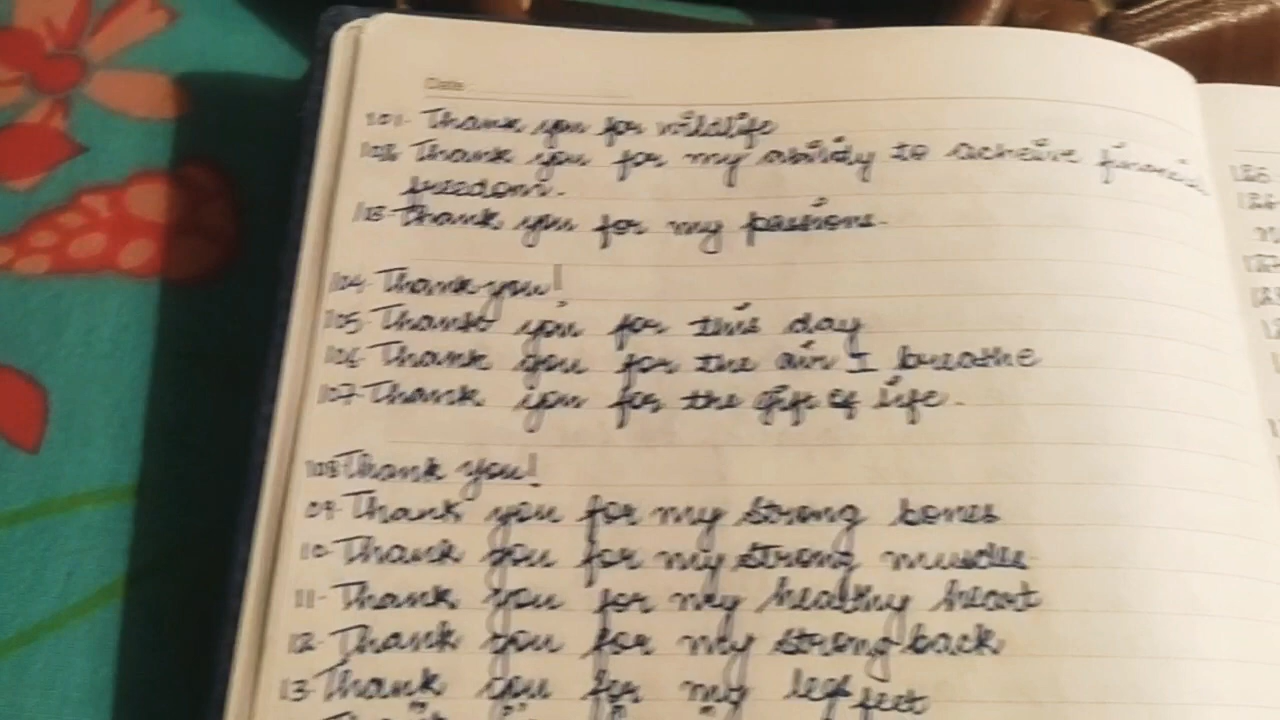 Date
101- Thank you for wildlife
102 Thank you for my ability to acheive
freedom.
103- Thank you for my passions.
104- Thank you!
105- Thank you for this day
106 Thank you for the air I breathe
107- Thank you for the gift of life.
108 Thank you!
09- Thank you for my strong bones
10- Thank you for my strong muscles
11- Thank you for my healthy heart
12- Thank you for my strong back
13- Thank you for my legs feet